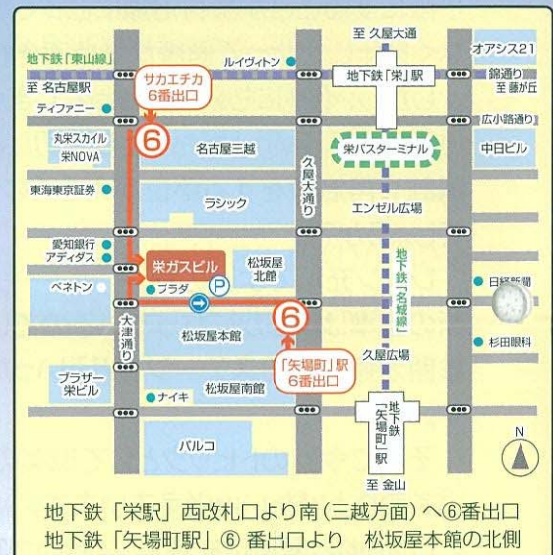 至 久屋大通
オアシス21
地下鉄「東山線」
ルイヴィトン
地下鉄「栄」駅
錦通り
至 名古屋駅
サカエチカ
6番出口
至 藤が丘
ティファニー
広小路通り
6
丸栄スカイル
栄NOVA
名古屋三越
久屋大通り
栄バスターミナル
中日ビル
東海東京証券
ラシック
エンゼル広場
愛知銀行
アディダス
栄ガスビル
松坂屋
北館
地下鉄「名城線」
ベネトン
プラダ
P
日経新聞
大津通り
松坂屋本館
6
久屋広場
杉田眼科
「矢場町」駅
6番出口
ブラザー
栄ビル
ナイキ
松坂屋南館
地下鉄
「矢場町」駅
パルコ
N
至 金山
地下鉄「栄駅」西改札口より南(三越方面)へ⑥番出口
地下鉄「矢場町駅」⑥ 番出口より 松坂屋本館の北側